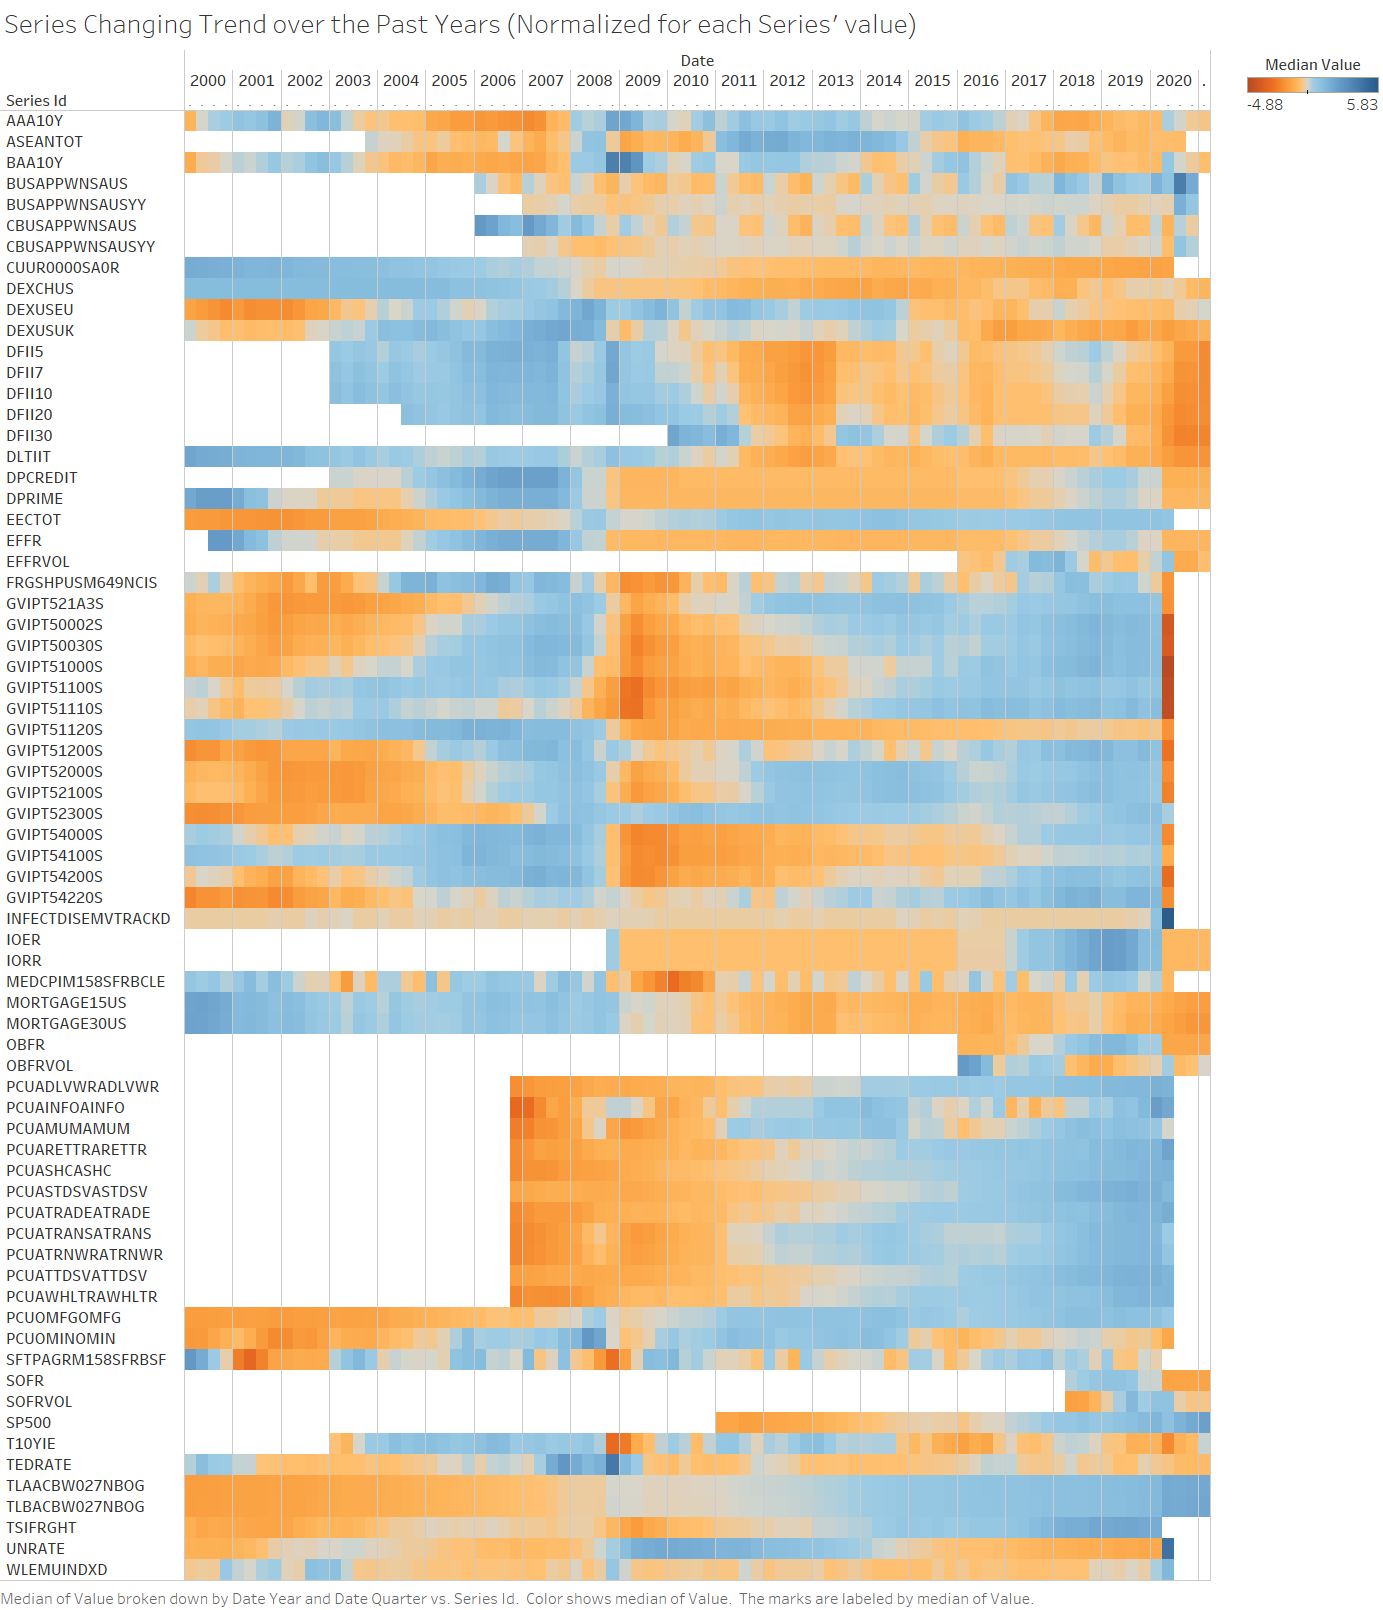 Series Changing Trend over the Past Years (Normalized for each Series' value)
Date
Series Id 2000 2001 2002 2003 2004 2005 2006 2007 2008 2009 2010 2011 2012 2013 2014 2015 2016 2017 2018 2019 2020 .
Median Value
-4.88 5.83
AAA10Y
ASEANTOT
BAA10Y
BUSAPPWNSAUS
BUSAPPWNSAUSYY
CBUSAPPWNSAUS
CBUSAPPWNSAUSYY
CUUR0000SA0R
DEXCHUS
DEXUSEU
DEXUSUK
DFII5
DFII7
DFII10
DFII20
DFII30
DLTIIT
DPCREDIT
DPRIME
EECTOT
EFFR
EFFRVOL
FRGSHPUSM649NCIS
GVIPT521A3S
GVIPT50002S
GVIPT50030S
GVIPT51000S
GVIPT51100S
GVIPT51110S
GVIPT51120S
GVIPT51200S
GVIPT52000S
GVIPT52100S
GVIPT52300S
GVIPT54000S
GVIPT54100S
GVIPT54200S
GVIPT54220S
INFECTDISEMVTRACKD
IOER
IORR
MEDCPIM158SFRBCLE
MORTGAGE15US
MORTGAGE30US
OBFR
OBFRVOL
PCUADLVWRADLVWR
PCUAINFOAINFO
PCUAMUMAMUM
PCUARETTRARETTR
PCUASHCASHC
PCUASTDSVASTDSV
PCUATRADEATRADE
PCUATRANSATRANS
PCUATRNWRATRNWR
PCUATTDSVATTDSV
PCUAWHLTRAWHLTR
PCUOMFGOMFG
PCUOMINOMIN
SFTPAGRM158SFRBSF
SOFR
SOFRVOL
SP500
T10YIE
TEDRATE
TLAACBW027NBOG
TLBACBW027NBOG
TSIFRGHT
UNRATE
WLEMUINDXD
Median of Value broken down by Date Year and Date Quarter vs. Series Id.  Color shows median of Value.  The marks are labeled by median of Value.